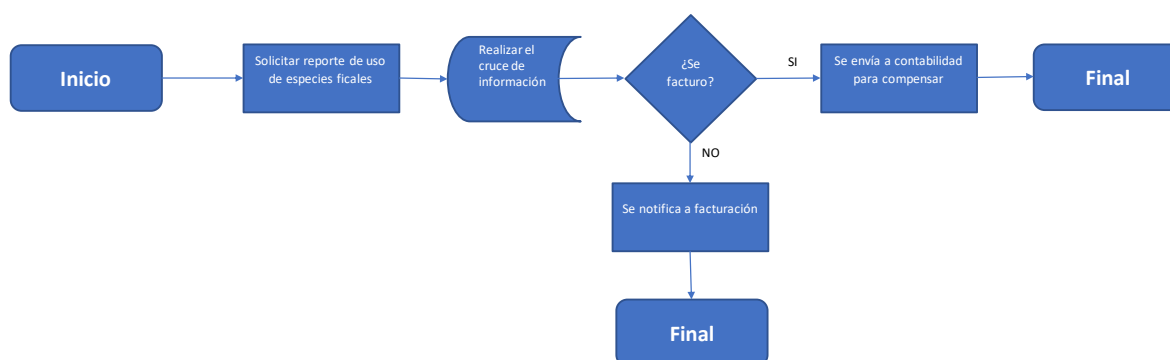 Inicio
Solicitar reporte de uso
de especies ficales
Realizar el
cruce de
información
¿Se
facturo?
SI
Se envía a contabilidad
para compensar
Final
NO
Se notifica a facturación
Final